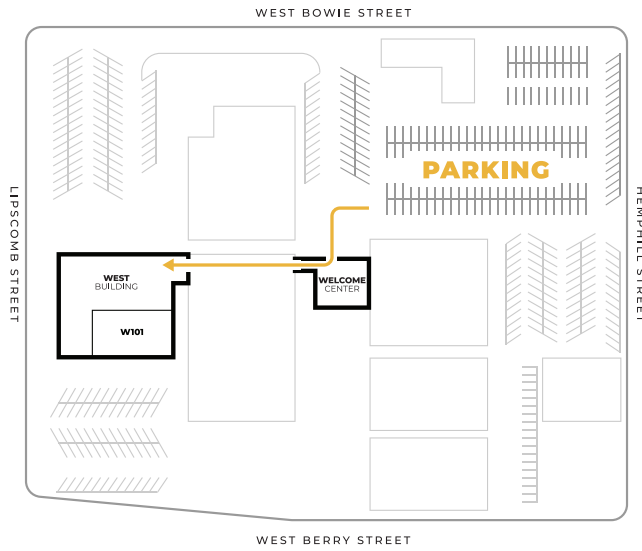 WEST BOWIE STREET
PARKING
LIPSCOMB STREET
HEMPHILL STREET
WEST
BUILDING
WELCOME
CENTER
W101
WEST BERRY STREET